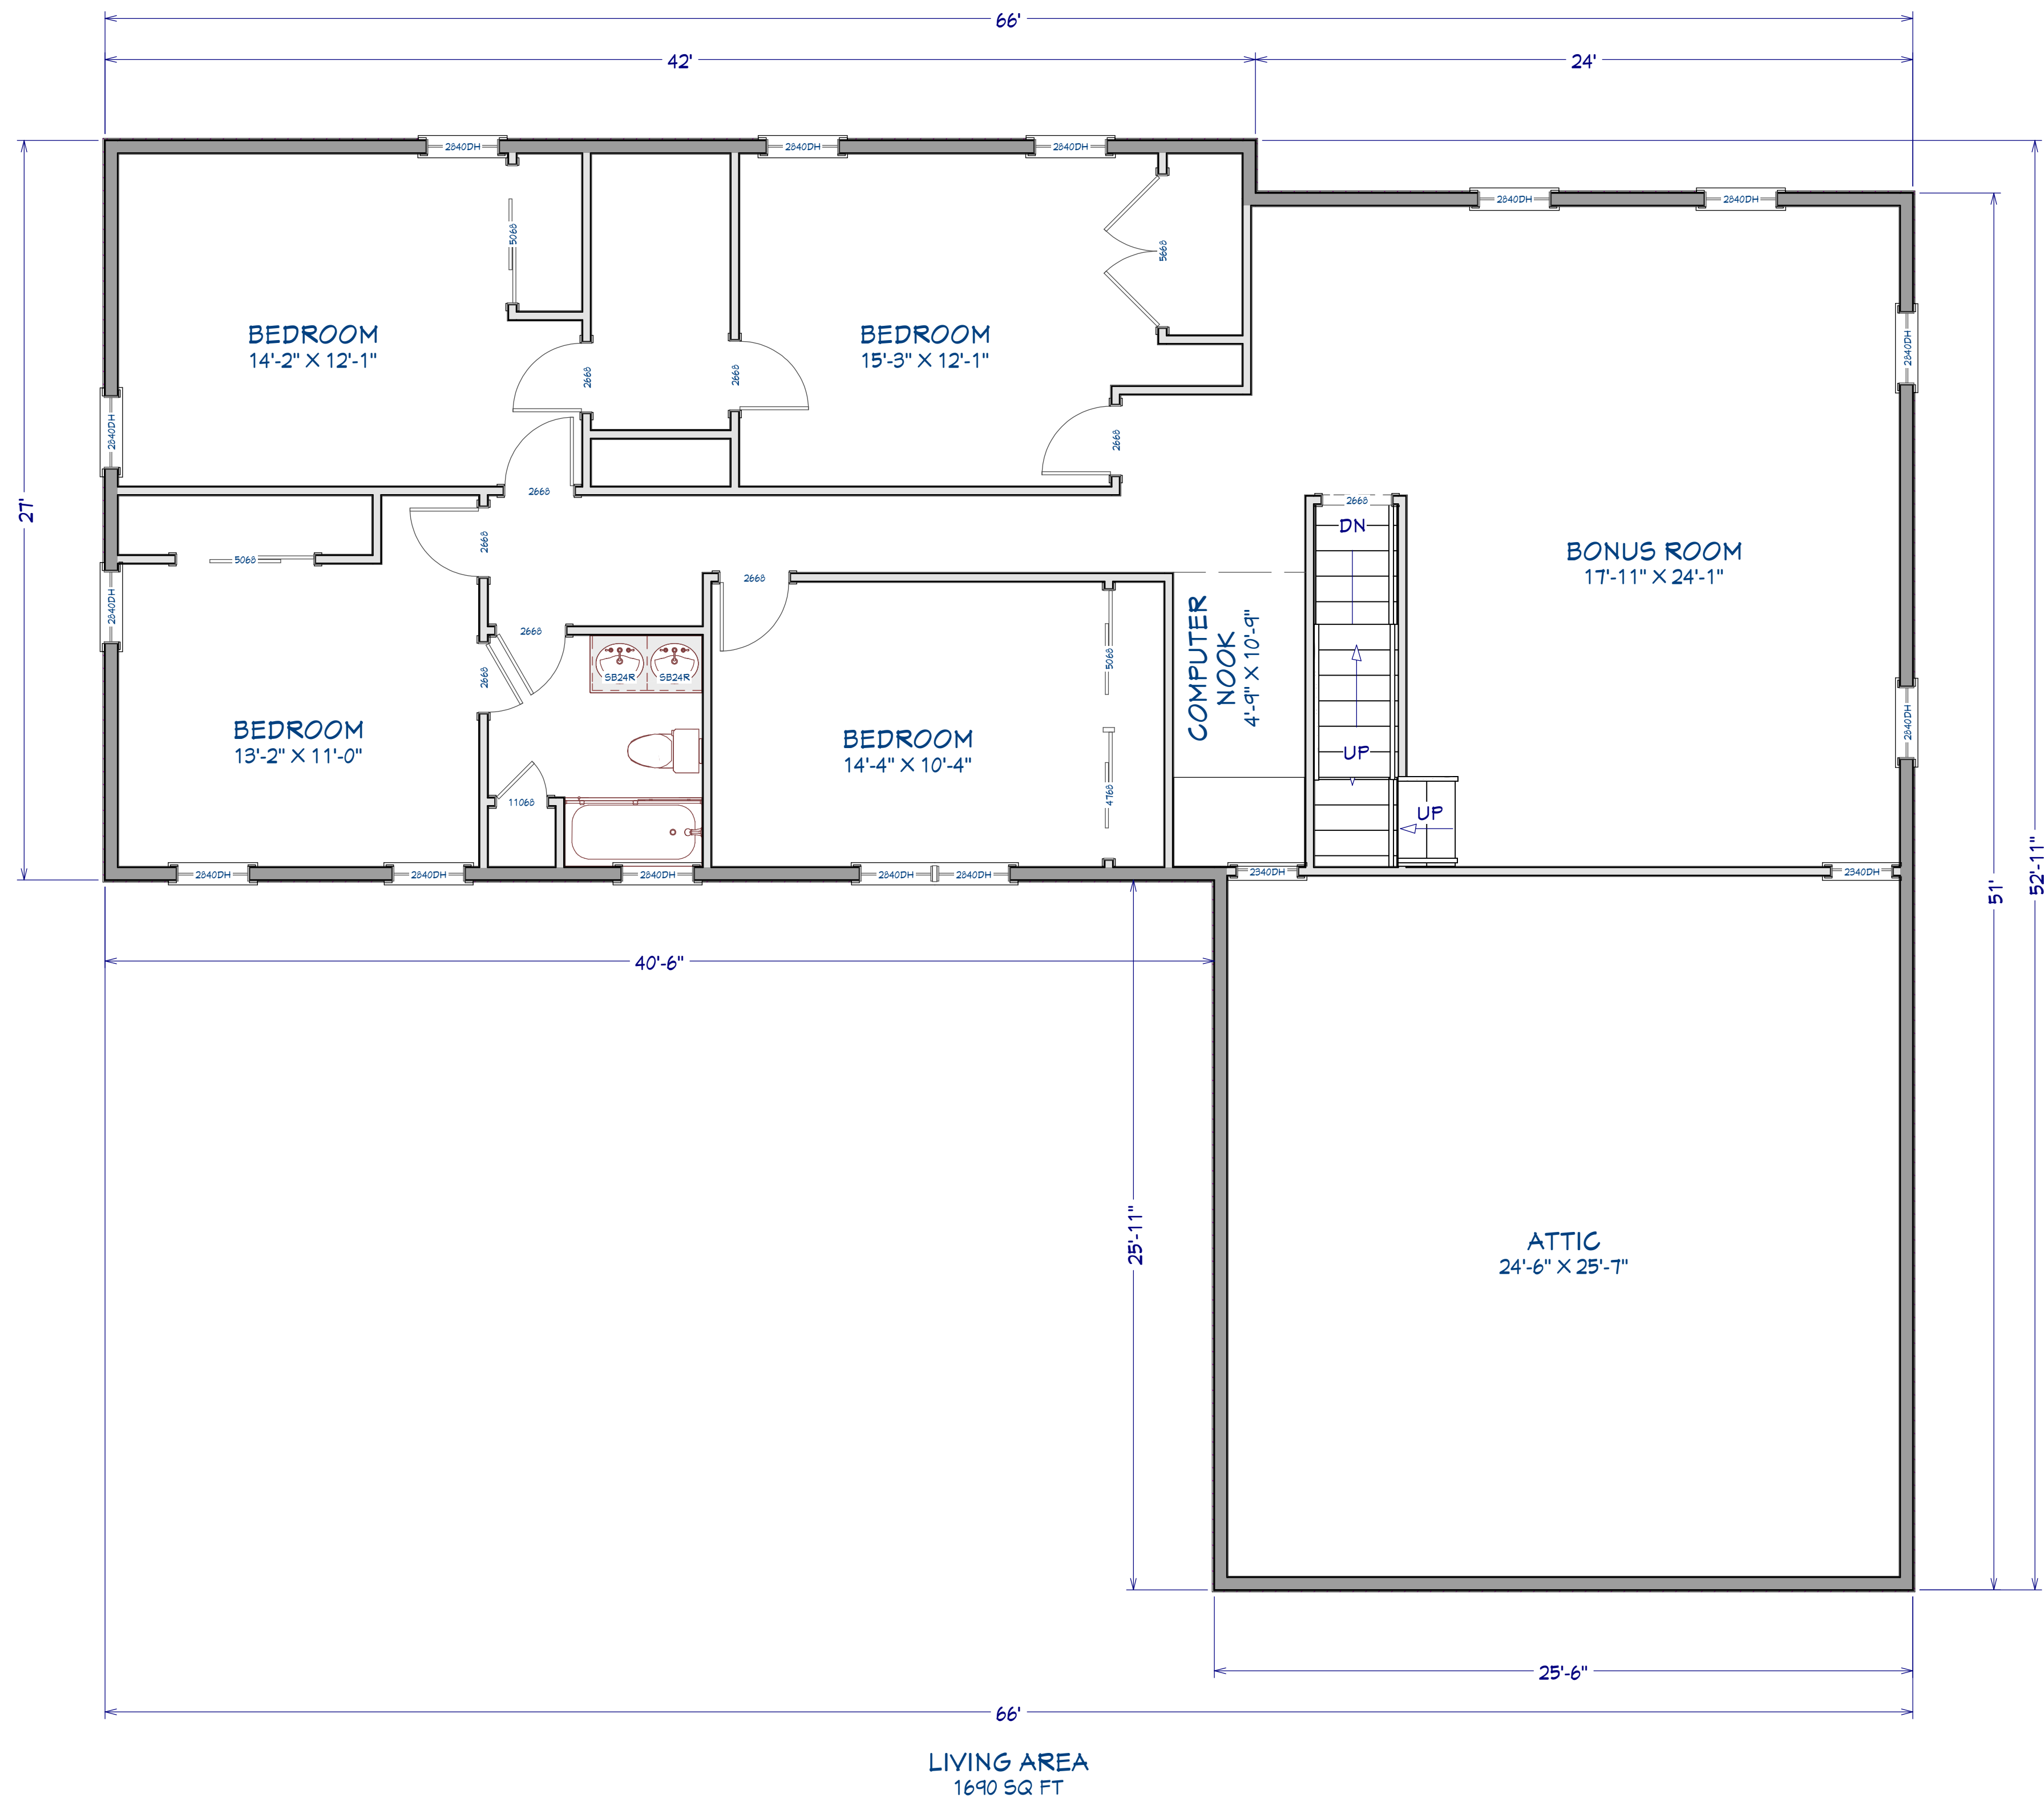 66'
42'
24'
2840DH
2840DH
2840DH
2840DH
2840DH
5068
5668
BEDROOM
14'-2" X 12'-1"
BEDROOM
15'-3" X 12'-1"
2840DH
2668
2668
2840DH
2668
2668
2668
DN
27'
2668
5068
BONUS ROOM
17'-11" X 24'-1"
2840DH
2668
2668
COMPUTER
NOOK
4'-9" X 10'-9"
2668
SB24R
SB24R
5068
BEDROOM
13'-2" X 11'-0"
BEDROOM
14'-4" X 10'-4"
2840DH
UP
4768
11068
UP
2840DH
2840DH
2840DH
2840DH
2840DH
2340DH
2340DH
51'
52'-11"
40'-6"
25'-11"
ATTIC
24'-6" X 25'-7"
25'-6"
66'
LIVING AREA
1690 SQ FT